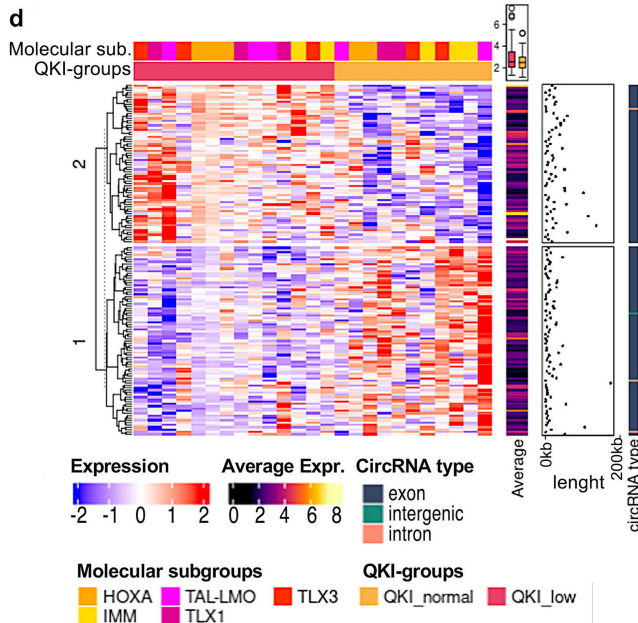 d
6
4
2
Molecular sub.
QKI-groups
2
1
Average
0kb
200kb
lenght
circRNA type
Expression
-2 -1 0 1 2
Average Expr.
0 2 4 6 8
CircRNA type
exon
intergenic
intron
Molecular subgroups
HOXA TAL-LMO TLX3
IMM TLX1
QKI-groups
QKI_normal QKI_low